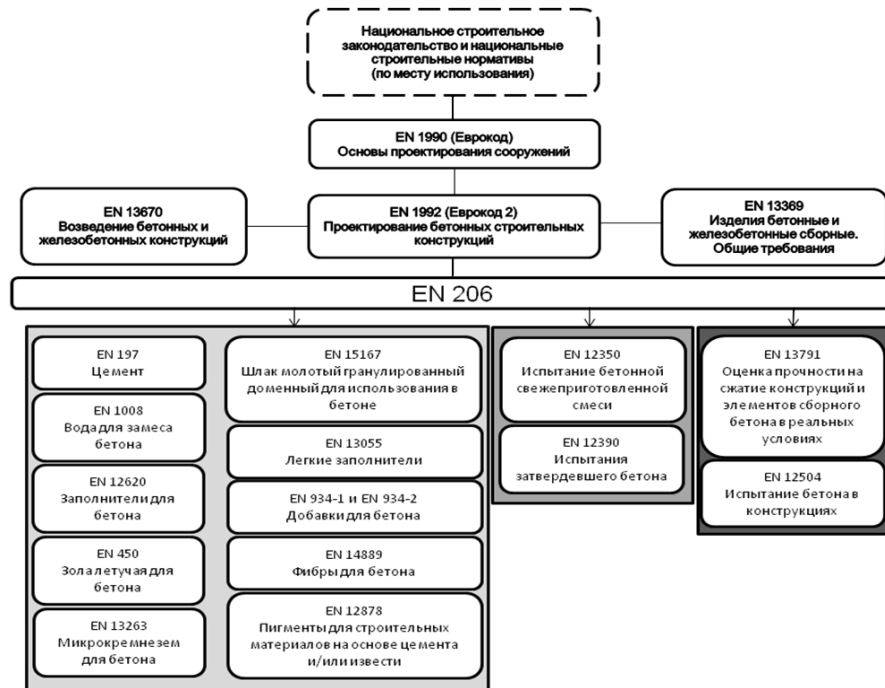 Национальное строительное
законодательство и национальные
строительные нормативы
(по месту использования)
EN 1990 (Еврокод)
Основы проектирования сооружений
EN 13670
Возведение бетонных и
железобетонных конструкций
EN 1992 (Еврокод 2)
Проектирование бетонных строительных
конструкций
EN 13369
Изделия бетонные и
железобетонные сборные.
Общие требования
EN 206
EN 197
Цемент
EN 1008
Вода для замеса
бетона
EN 12620
Заполнители для
бетона
EN 450
Зола летучая для
бетона
EN 13263
Микрокремнезем
для бетона
EN 15167
Шлак молотый гранулированный
доменный для использования в
бетоне
EN 13055
Легкие заполнители
EN 934-1 и EN 934-2
Добавки для бетона
EN 14889
Фибры для бетона
EN 12878
Пигменты для строительных
материалов на основе цемента
и/или извести
EN 12350
Испытание бетонной
свежеприготовленной
смеси
EN 12390
Испытания
затвердевшего бетона
EN 13791
Оценка прочности на
сжатие конструкций и
элементов сборного
бетона в реальных
условиях
EN 12504
Испытание бетона в
конструкциях